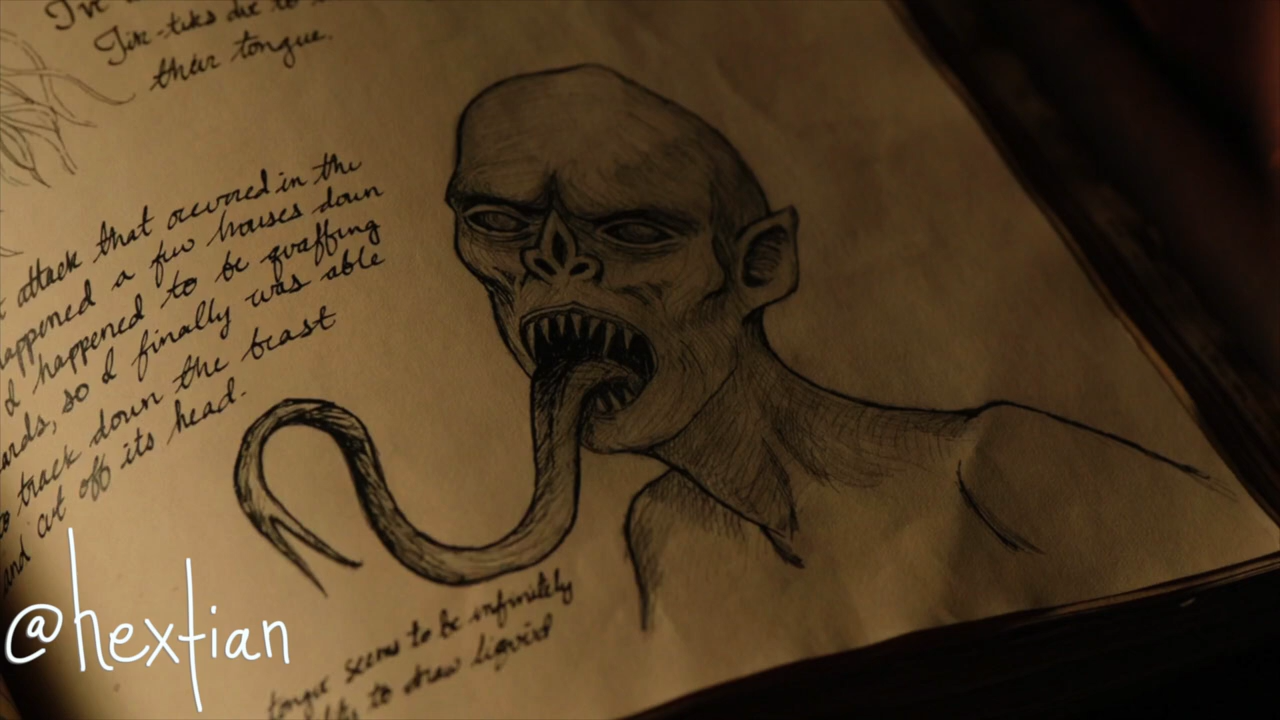 I've
Tik-tiks due to
their tongue.
attack that occured in the
happened a few houses down
I happened to be quaffing
ards, so I finally was able
to track down the beast
and cut off its head.
tongue seems to be infinitely
to draw liquid
@hextian